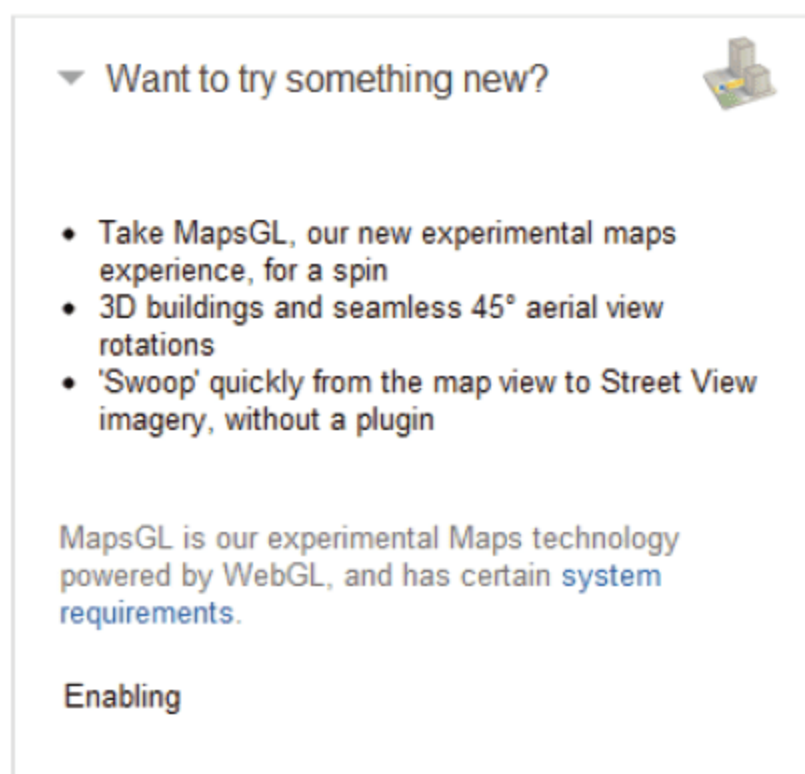 Want to try something new?
• Take MapsGL, our new experimental maps
experience, for a spin
• 3D buildings and seamless 45° aerial view
rotations
• 'Swoop' quickly from the map view to Street View
imagery, without a plugin
MapsGL is our experimental Maps technology
powered by WebGL, and has certain system
requirements.
Enabling